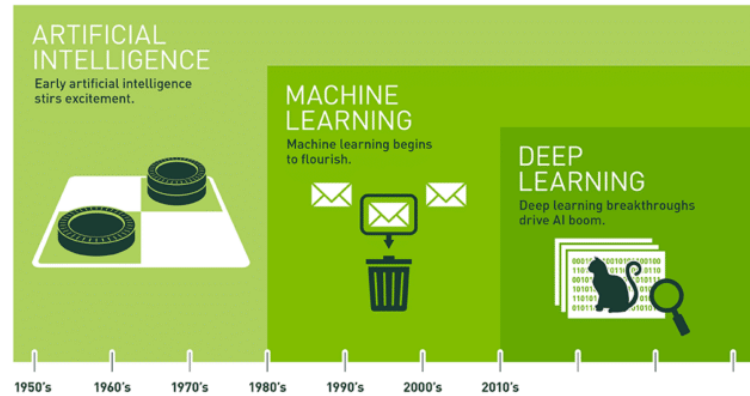 ARTIFICIAL
INTELLIGENCE
Early artificial intelligence
stirs excitement.
MACHINE
LEARNING
Machine learning begins
to flourish.
DEEP
LEARNING
Deep learning breakthroughs
drive AI boom.
1950's
1960's
1970's
1980's
1990's
2000's
2010's